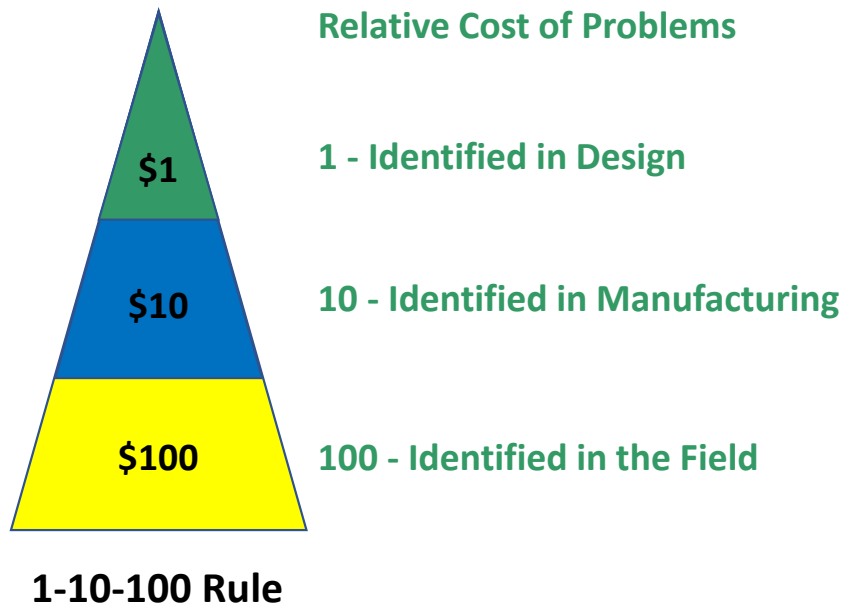 Relative Cost of Problems
$1
1 - Identified in Design
$10
10 - Identified in Manufacturing
$100
100 - Identified in the Field
1-10-100 Rule